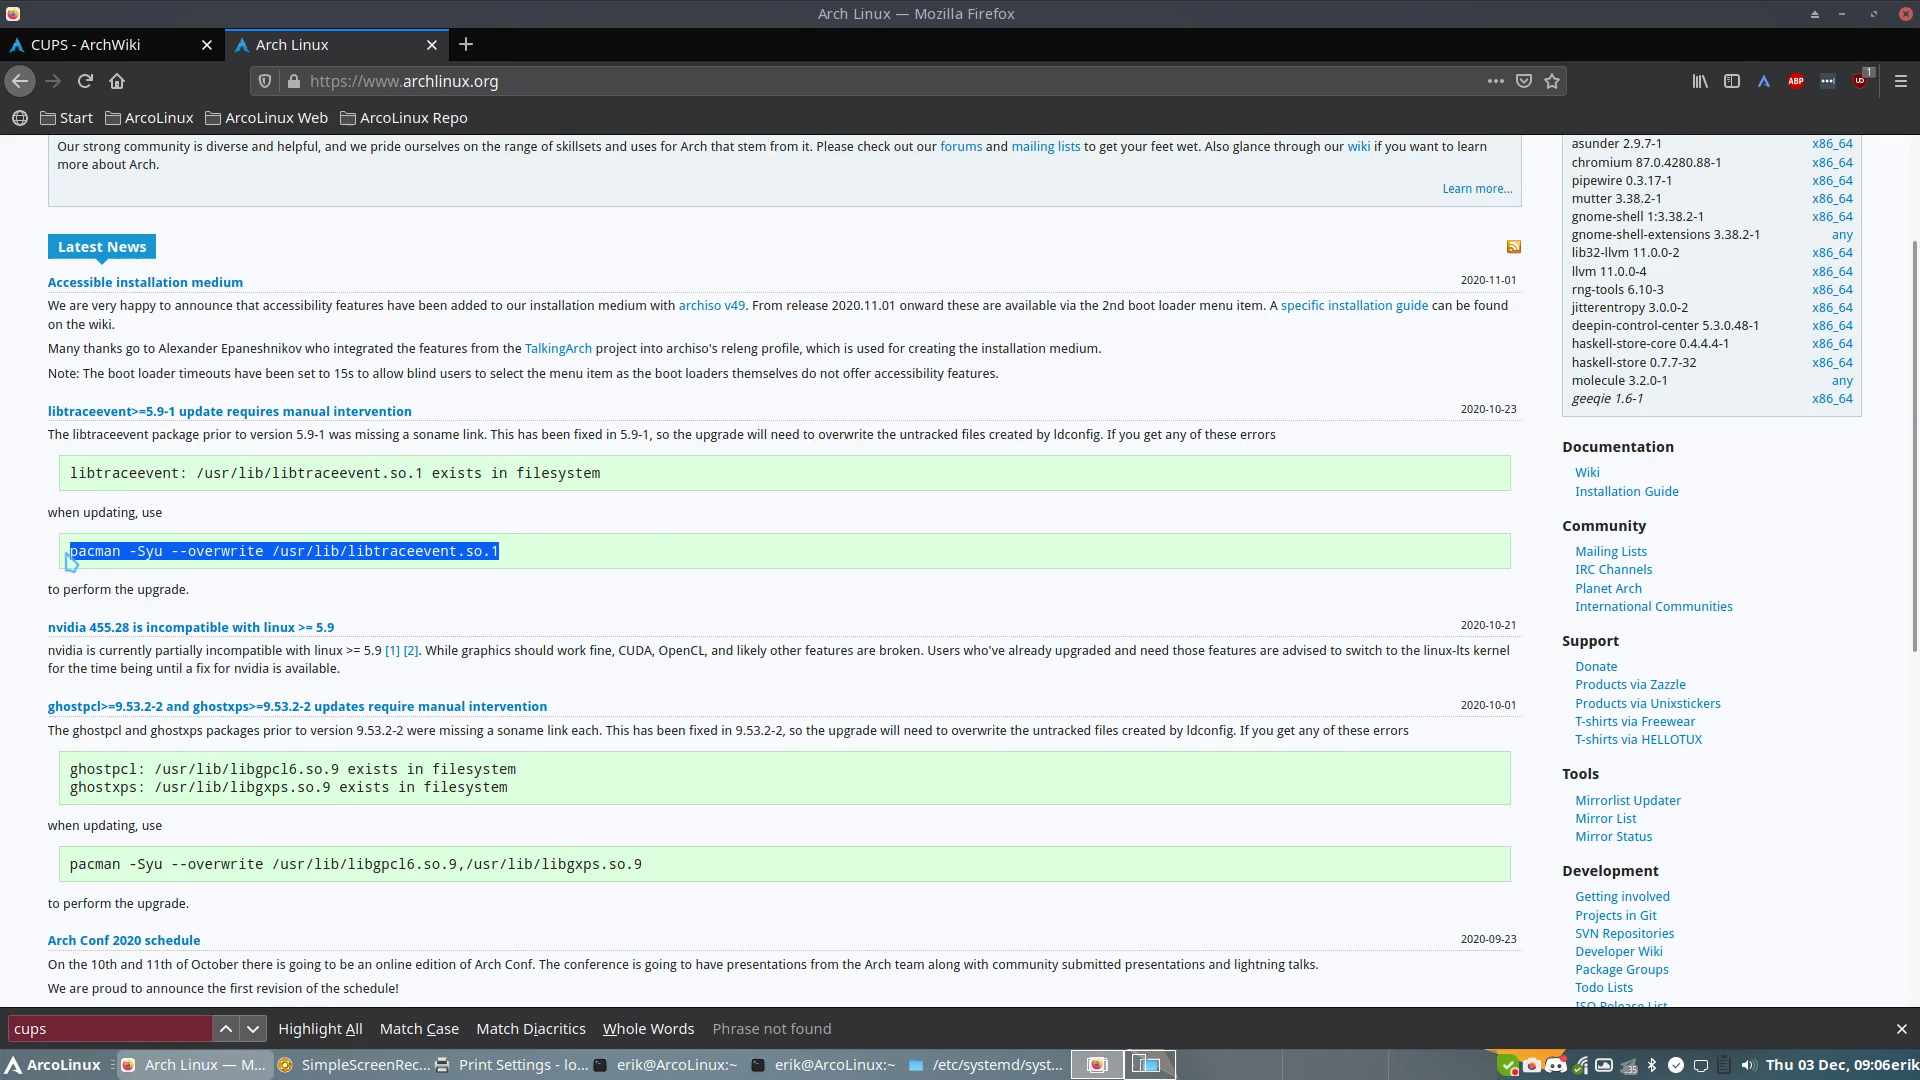 Arch Linux — Mozilla Firefox
CUPS - ArchWiki
Arch Linux
https://www.archlinux.org
ABP
1
Start
ArcoLinux
ArcoLinux Web
ArcoLinux Repo
Our strong community is diverse and helpful, and we pride ourselves on the range of skillsets and uses for Arch that stem from it. Please check out our forums and mailing lists to get your feet wet. Also glance through our wiki if you want to learn
more about Arch.
Learn more...
Latest News
Accessible installation medium
2020-11-01
We are very happy to announce that accessibility features have been added to our installation medium with archiso v49. From release 2020.11.01 onward these are available via the 2nd boot loader menu item. A specific installation guide can be found
on the wiki.
Many thanks go to Alexander Epaneshnikov who integrated the features from the TalkingArch project into archiso's releng profile, which is used for creating the installation medium.
Note: The boot loader timeouts have been set to 15s to allow blind users to select the menu item as the boot loaders themselves do not offer accessibility features.
libtraceevent>=5.9-1 update requires manual intervention
2020-10-23
The libtraceevent package prior to version 5.9-1 was missing a soname link. This has been fixed in 5.9-1, so the upgrade will need to overwrite the untracked files created by ldconfig. If you get any of these errors
libtraceevent: /usr/lib/libtraceevent.so.1 exists in filesystem
when updating, use
pacman -Syu --overwrite /usr/lib/libtraceevent.so.1
to perform the upgrade.
nvidia 455.28 is incompatible with linux >= 5.9
2020-10-21
nvidia is currently partially incompatible with linux >= 5.9 [1] [2]. While graphics should work fine, CUDA, OpenCL, and likely other features are broken. Users who've already upgraded and need those features are advised to switch to the linux-lts kernel
for the time being until a fix for nvidia is available.
ghostpcl>=9.53.2-2 and ghostxps>=9.53.2-2 updates require manual intervention
2020-10-01
The ghostpcl and ghostxps packages prior to version 9.53.2-2 were missing a soname link each. This has been fixed in 9.53.2-2, so the upgrade will need to overwrite the untracked files created by ldconfig. If you get any of these errors
ghostpcl: /usr/lib/libgpcl6.so.9 exists in filesystem
ghostxps: /usr/lib/libgxps.so.9 exists in filesystem
when updating, use
pacman -Syu --overwrite /usr/lib/libgpcl6.so.9,/usr/lib/libgxps.so.9
to perform the upgrade.
Arch Conf 2020 schedule
2020-09-23
On the 10th and 11th of October there is going to be an online edition of Arch Conf. The conference is going to have presentations from the Arch team along with community submitted presentations and lightning talks.
We are proud to announce the first revision of the schedule!
asunder 2.9.7-1 x86_64
chromium 87.0.4280.88-1 x86_64
pipewire 0.3.17-1 x86_64
mutter 3.38.2-1 x86_64
gnome-shell 1:3.38.2-1 x86_64
gnome-shell-extensions 3.38.2-1 any
lib32-llvm 11.0.0-2 x86_64
llvm 11.0.0-4 x86_64
rng-tools 6.10-3 x86_64
jitterentropy 3.0.0-2 x86_64
deepin-control-center 5.3.0.48-1 x86_64
haskell-store-core 0.4.4.4-1 x86_64
haskell-store 0.7.7-32 x86_64
molecule 3.2.0-1 any
geeqie 1.6-1 x86_64
Documentation
Wiki
Installation Guide
Community
Mailing Lists
IRC Channels
Planet Arch
International Communities
Support
Donate
Products via Zazzle
Products via Unixstickers
T-shirts via Freewear
T-shirts via HELLOTUX
Tools
Mirrorlist Updater
Mirror List
Mirror Status
Development
Getting involved
Projects in Git
SVN Repositories
Developer Wiki
Package Groups
Todo Lists
ISO Release List
cups
Highlight All
Match Case
Match Diacritics
Whole Words
Phrase not found
ArcoLinux
Arch Linux — M...
SimpleScreenRec...
Print Settings - lo...
erik@ArcoLinux:~
erik@ArcoLinux:~
/etc/systemd/syst...
35
Thu 03 Dec, 09:06
erik